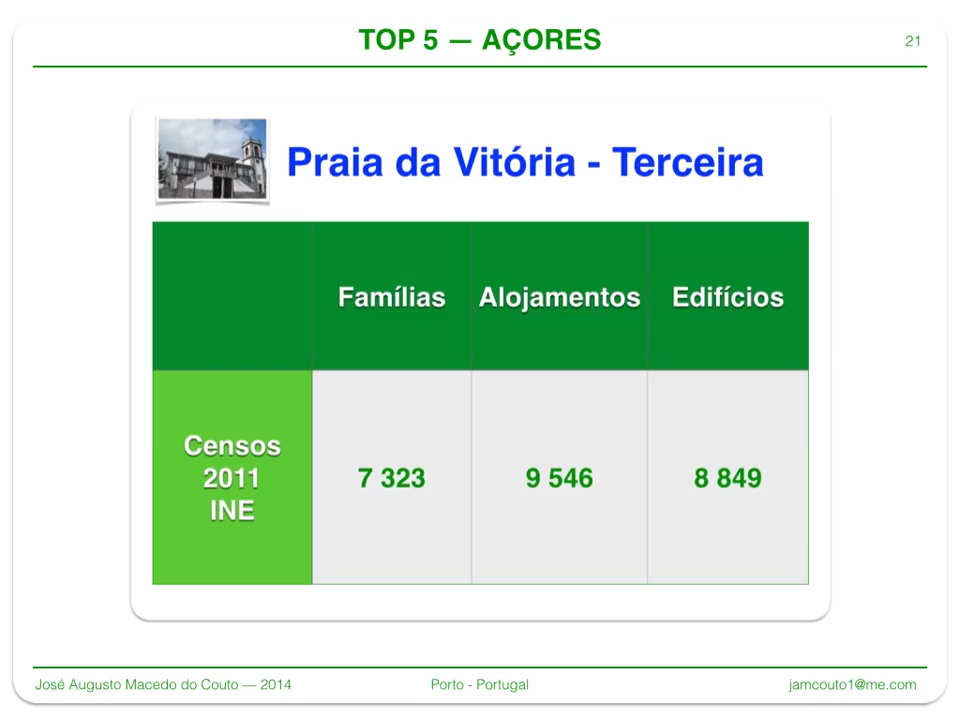 TOP 5 — AÇORES
21
Praia da Vitória - Terceira
Famílias Alojamentos Edifícios
Censos
2011
INE
7 323 9 546 8 849
José Augusto Macedo do Couto — 2014 Porto - Portugal jamcouto1@me.com